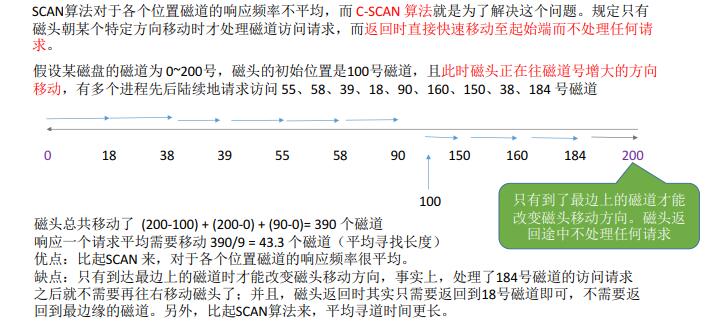 SCAN算法对于各个位置磁道的响应频率不平均，而 C-SCAN 算法就是为了解决这个问题。规定只有
磁头朝某个特定方向移动时才处理磁道访问请求，而返回时直接快速移动至起始端而不处理任何请
求。
假设某磁盘的磁道为 0~200号，磁头的初始位置是100号磁道，且此时磁头正在往磁道号增大的方向
移动，有多个进程先后陆续地请求访问 55、58、39、18、90、160、150、38、184 号磁道
0 18 38 39 55 58 90 150 160 184 200
100
只有到了最边上的磁道才能
改变磁头移动方向。磁头返
回途中不处理任何请求
磁头总共移动了 (200-100) + (200-0) + (90-0)= 390 个磁道
响应一个请求平均需要移动 390/9 = 43.3 个磁道（平均寻找长度）
优点：比起SCAN 来，对于各个位置磁道的响应频率很平均。
缺点：只有到达最边上的磁道时才能改变磁头移动方向，事实上，处理了184号磁道的访问请求
之后就不需要再往右移动磁头了；并且，磁头返回时其实只需要返回到18号磁道即可，不需要返
回到最边缘的磁道。另外，比起SCAN算法来，平均寻道时间更长。